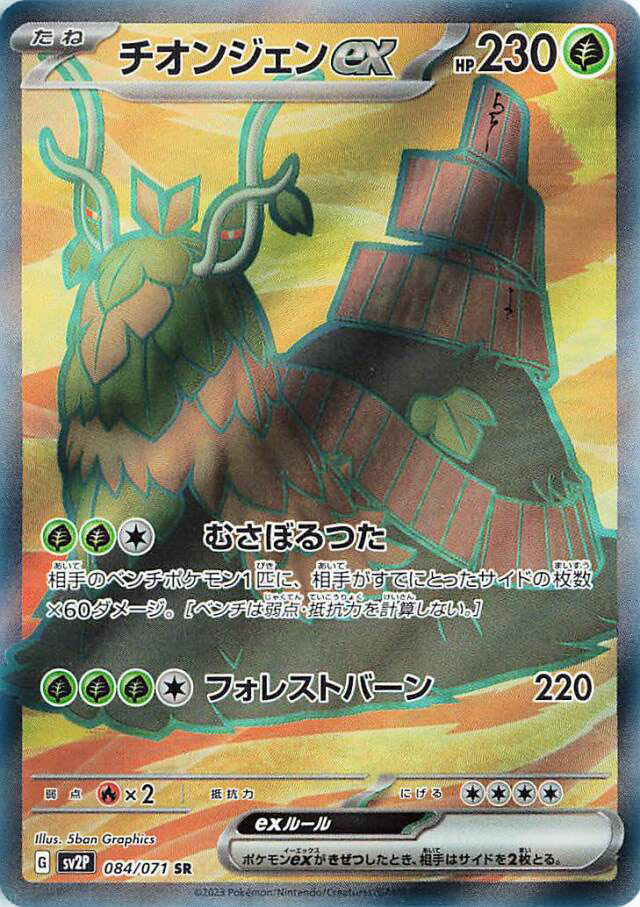 たね チオンジェンex HP230
むさぼるつた
相手のベンチポケモン1匹に、相手がすでにとったサイドの枚数
×60ダメージ。[ベンチは弱点・抵抗力を計算しない。]
フォレストバーン 220
弱点 ×2 抵抗力 にげる
exルール
ポケモンexがきぜつしたとき、相手はサイドを2枚とる。
Illus. 5ban Graphics
G sv2P 084/071 SR
©2023 Pokémon/Nintendo/Creatures/GAME